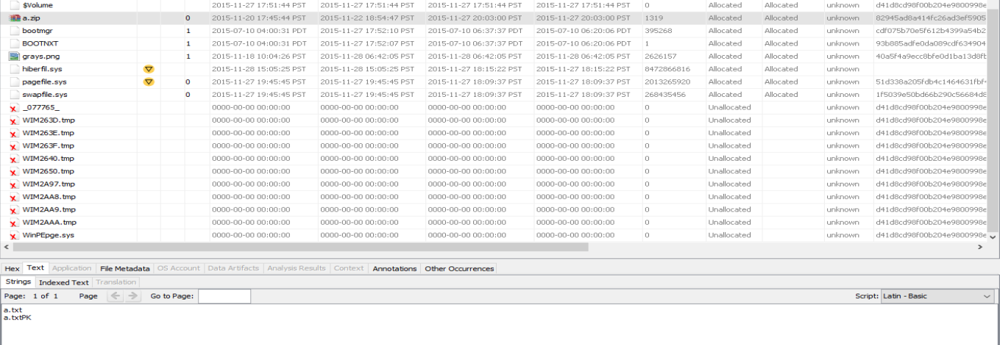 $Volume 2015-11-27 17:51:44 PST 2015-11-27 17:51:44 PST 2015-11-27 17:51:44 PST 2015-11-27 17:51:44 PST 0 Allocated Allocated unknown d41d8cd98f00b204e9800998e
a.zip 0 2015-11-20 17:45:44 PST 2015-11-22 18:54:47 PST 2015-11-27 20:03:00 PST 2015-11-27 20:03:00 PST 1319 Allocated Allocated unknown 82945ad8a414fc26ad3ef5905
bootmgr 1 2015-07-10 04:00:31 PDT 2015-11-27 17:52:10 PST 2015-07-10 06:37:37 PDT 2015-07-10 06:20:06 PDT 395268 Allocated Allocated unknown cdf075b70e5f612b4399a54b2
BOOTNXT 1 2015-07-10 04:00:31 PDT 2015-11-27 17:52:07 PST 2015-07-10 06:37:37 PDT 2015-07-10 06:20:06 PDT 1 Allocated Allocated unknown 93b885adfe0da089cdf634904
grays.png 1 2015-11-18 10:04:26 PST 2015-11-28 06:42:05 PST 2015-11-28 06:42:05 PST 2015-11-28 06:42:05 PST 2626157 Allocated Allocated unknown 40a5f4a9ecc8bfe0d1ba13d8fb
hiberfil.sys 2015-11-28 15:05:25 PST 2015-11-28 15:05:25 PST 2015-11-27 18:15:22 PST 2015-11-27 18:15:22 PST 8472866816 Allocated Allocated unknown
pagefile.sys 0 2015-11-27 19:45:45 PST 2015-11-27 19:45:45 PST 2015-11-27 18:09:37 PST 2015-11-27 18:09:37 PST 2013265920 Allocated Allocated unknown 51d338a205fdb4c1464631fbf
swapfile.sys 0 2015-11-27 19:45:45 PST 2015-11-27 19:45:45 PST 2015-11-27 18:09:37 PST 2015-11-27 18:09:37 PST 268435456 Allocated Allocated unknown 1f5039e50bd66b290c56684d8
_077765_ 0000-00-00 00:00:00 0000-00-00 00:00:00 0000-00-00 00:00:00 0000-00-00 00:00:00 0 Unallocated unknown d41d8cd98f00b204e9800998e
WIM263D.tmp 0000-00-00 00:00:00 0000-00-00 00:00:00 0000-00-00 00:00:00 0000-00-00 00:00:00 0 Unallocated unknown d41d8cd98f00b204e9800998e
WIM263E.tmp 0000-00-00 00:00:00 0000-00-00 00:00:00 0000-00-00 00:00:00 0000-00-00 00:00:00 0 Unallocated unknown d41d8cd98f00b204e9800998e
WIM263F.tmp 0000-00-00 00:00:00 0000-00-00 00:00:00 0000-00-00 00:00:00 0000-00-00 00:00:00 0 Unallocated unknown d41d8cd98f00b204e9800998e
WIM2640.tmp 0000-00-00 00:00:00 0000-00-00 00:00:00 0000-00-00 00:00:00 0000-00-00 00:00:00 0 Unallocated unknown d41d8cd98f00b204e9800998e
WIM2650.tmp 0000-00-00 00:00:00 0000-00-00 00:00:00 0000-00-00 00:00:00 0000-00-00 00:00:00 0 Unallocated unknown d41d8cd98f00b204e9800998e
WIM2A97.tmp 0000-00-00 00:00:00 0000-00-00 00:00:00 0000-00-00 00:00:00 0000-00-00 00:00:00 0 Unallocated unknown d41d8cd98f00b204e9800998e
WIM2AA8.tmp 0000-00-00 00:00:00 0000-00-00 00:00:00 0000-00-00 00:00:00 0000-00-00 00:00:00 0 Unallocated unknown d41d8cd98f00b204e9800998e
WIM2AA9.tmp 0000-00-00 00:00:00 0000-00-00 00:00:00 0000-00-00 00:00:00 0000-00-00 00:00:00 0 Unallocated unknown d41d8cd98f00b204e9800998e
WIM2AAA.tmp 0000-00-00 00:00:00 0000-00-00 00:00:00 0000-00-00 00:00:00 0000-00-00 00:00:00 0 Unallocated unknown d41d8cd98f00b204e9800998e
WinPEpge.sys 0000-00-00 00:00:00 0000-00-00 00:00:00 0000-00-00 00:00:00 0000-00-00 00:00:00 0 Unallocated unknown d41d8cd98f00b204e9800998e
Hex Text Application File Metadata OS Account Data Artifacts Analysis Results Context Annotations Other Occurrences
Strings Indexed Text Translation
Page: 1 of 1 Page Go to Page: Script: Latin - Basic
a.txt
a.txtPK